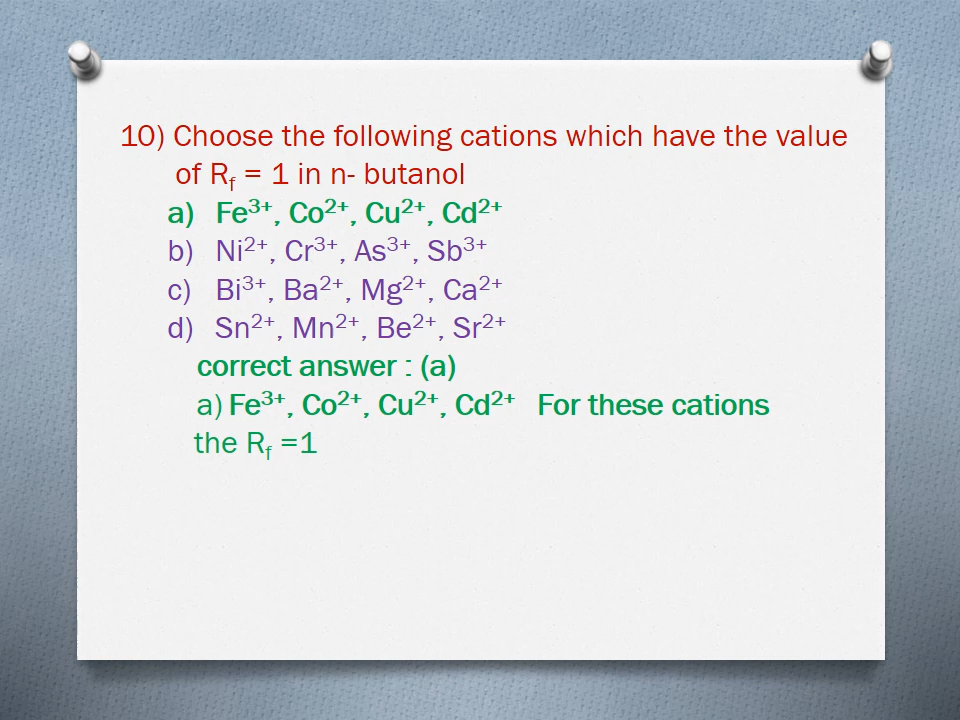 10) Choose the following cations which have the value
of Rf = 1 in n- butanol
a) Fe³⁺, Co²⁺, Cu²⁺, Cd²⁺
b) Ni²⁺, Cr³⁺, As³⁺, Sb³⁺
c) Bi³⁺, Ba²⁺, Mg²⁺, Ca²⁺
d) Sn²⁺, Mn²⁺, Be²⁺, Sr²⁺
correct answer : (a)
a) Fe³⁺, Co²⁺, Cu²⁺, Cd²⁺ For these cations
the Rf =1